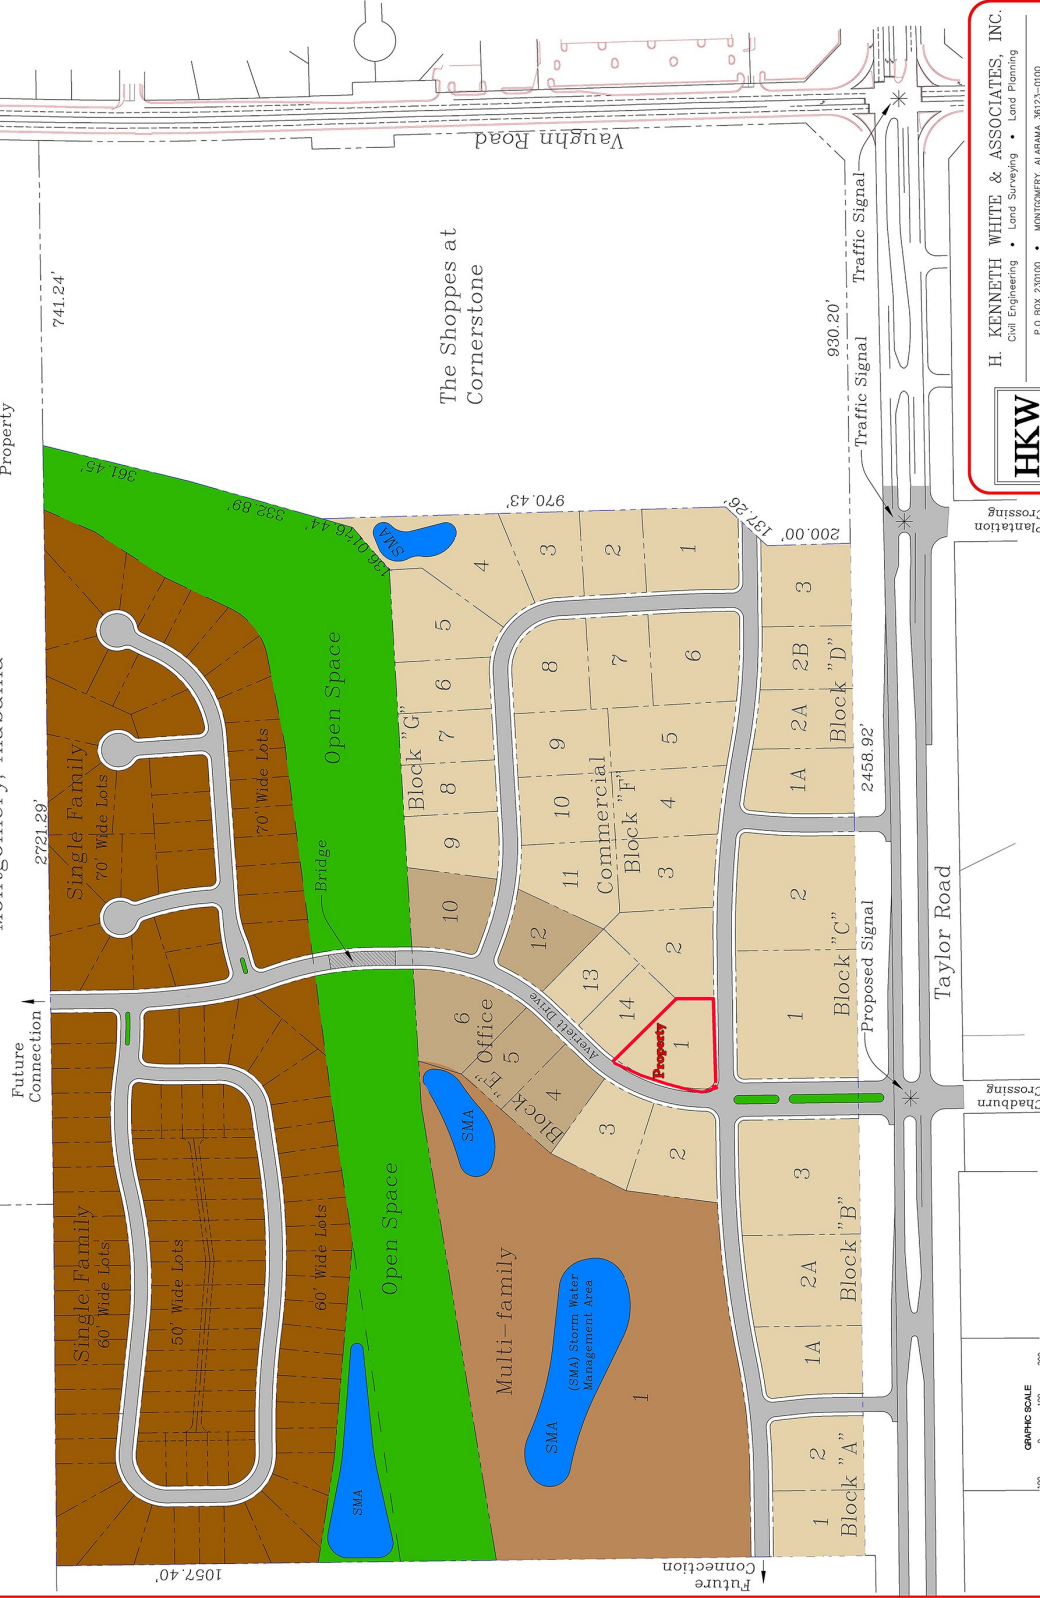 H. KENNETH WHITE & ASSOCIATES, INC.
Civil Engineering • Land Surveying • Land Planning
P.O. BOX 230100 • MONTGOMERY, ALABAMA 36123-0100
HKW
Property
Vaughn Road
741.24'
The Shoppes at
Cornerstone
930.20'
Traffic Signal
Traffic Signal
Plantation
Crossing
361.45'
332.89'
76.44'
136.01'
970.43'
137.26'
200.00'
SMA
4
3
2
1
3
5
6
7
8
9
10
Block "G"
8
7
6
9
5
10
4
11
3
12
2
13
14
1
Commercial
Block "F"
Property
2B
2A
1A
Block "D"
2458.92'
2
1
Block "C"
Proposed Signal
Taylor Road
Chadburn
Crossing
Open Space
Bridge
Single Family
70' Wide Lots
70' Wide Lots
2721.29'
Future
Connection
Averiett Drive
Office
Block "E"
6
5
4
3
2
SMA
Open Space
Single Family
60' Wide Lots
50' Wide Lots
60' Wide Lots
Multi-family
1
(SMA) Storm Water
Management Area
SMA
SMA
3
2A
1A
Block "B"
2
1
Block "A"
1057.40'
Future
Connection
GRAPHIC SCALE